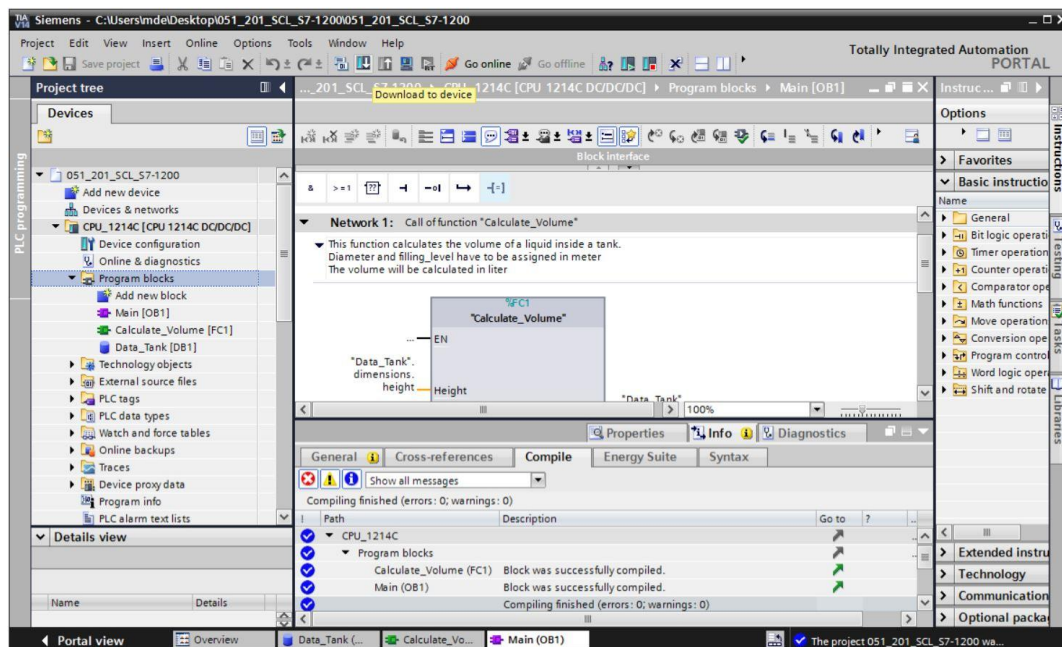 TIA V14
Siemens - C:\Users\mde\Desktop\051_201_SCL_S7-1200\051_201_SCL_S7-1200
Project Edit View Insert Online Options Tools Window Help
Totally Integrated Automation
PORTAL
Save project
Go online
Go offline
Project tree
..._201_SCL_S7-1200 CPU_1214C [CPU 1214C DC/DC/DC] Program blocks Main [OB1]
Download to device
Instruc...
Devices
Options
PLC programming
Block interface
051_201_SCL_S7-1200
Add new device
Devices & networks
CPU_1214C [CPU 1214C DC/DC/DC]
Device configuration
Online & diagnostics
Program blocks
Add new block
Main [OB1]
Calculate_Volume [FC1]
Data_Tank [DB1]
Technology objects
External source files
PLC tags
PLC data types
Watch and force tables
Online backups
Traces
Device proxy data
Program info
PLC alarm text lists
Details view
Name Details
& >=1 ??
Network 1: Call of function "Calculate_Volume"
This function calculates the volume of a liquid inside a tank.
Diameter and filling_level have to be assigned in meter
The volume will be calculated in liter
%FC1
"Calculate_Volume"
... EN
"Data_Tank".
dimensions.
height
Height
"Data_Tank"
100%
Properties Info Diagnostics
General Cross-references Compile Energy Suite Syntax
Show all messages
Compiling finished (errors: 0; warnings: 0)
! Path Description Go to ? ..
CPU_1214C
Program blocks
Calculate_Volume (FC1) Block was successfully compiled.
Main (OB1) Block was successfully compiled.
Compiling finished (errors: 0; warnings: 0)
Favorites
Basic instructio
Name
General
Bit logic operati
Timer operation
Counter operati
Comparator ope
Math functions
Move operation
Conversion ope
Program control
Word logic oper
Shift and rotate
Extended instru
Technology
Communication
Optional packa
Instructions
Testing
Tasks
Libraries
Portal view Overview Data_Tank (... Calculate_Vo... Main (OB1)
The project 051_201_SCL_S7-1200 wa...